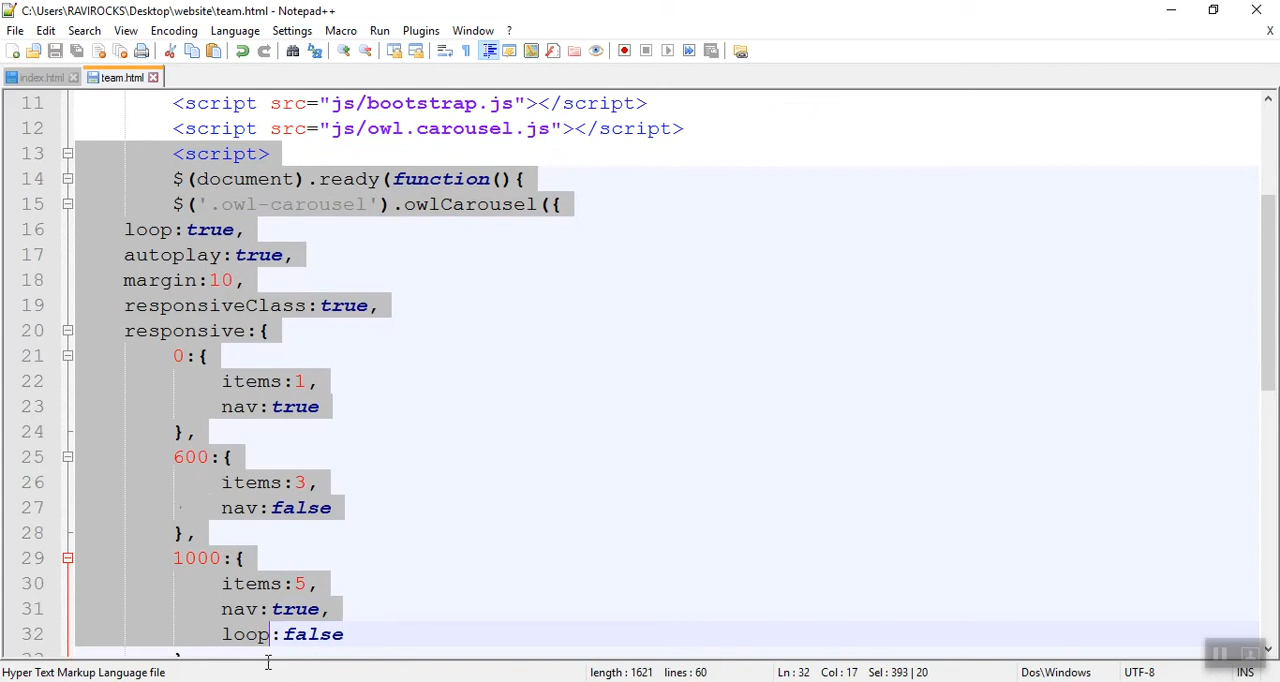 C:\Users\RAVIROCKS\Desktop\website\team.html - Notepad++
File Edit Search View Encoding Language Settings Macro Run Plugins Window ? X
index.html team.html
11 <script src="js/bootstrap.js"></script>
12 <script src="js/owl.carousel.js"></script>
13 <script>
14 $(document).ready(function(){
15 $('.owl-carousel').owlCarousel({
16 loop:true,
17 autoplay:true,
18 margin:10,
19 responsiveClass:true,
20 responsive:{
21 0:{
22 items:1,
23 nav:true
24 },
25 600:{
26 items:3,
27 nav:false
28 },
29 1000:{
30 items:5,
31 nav:true,
32 loop:false
Hyper Text Markup Language file length : 1621 lines : 60 Ln : 32 Col : 17 Sel : 393 | 20 Dos\Windows UTF-8 INS